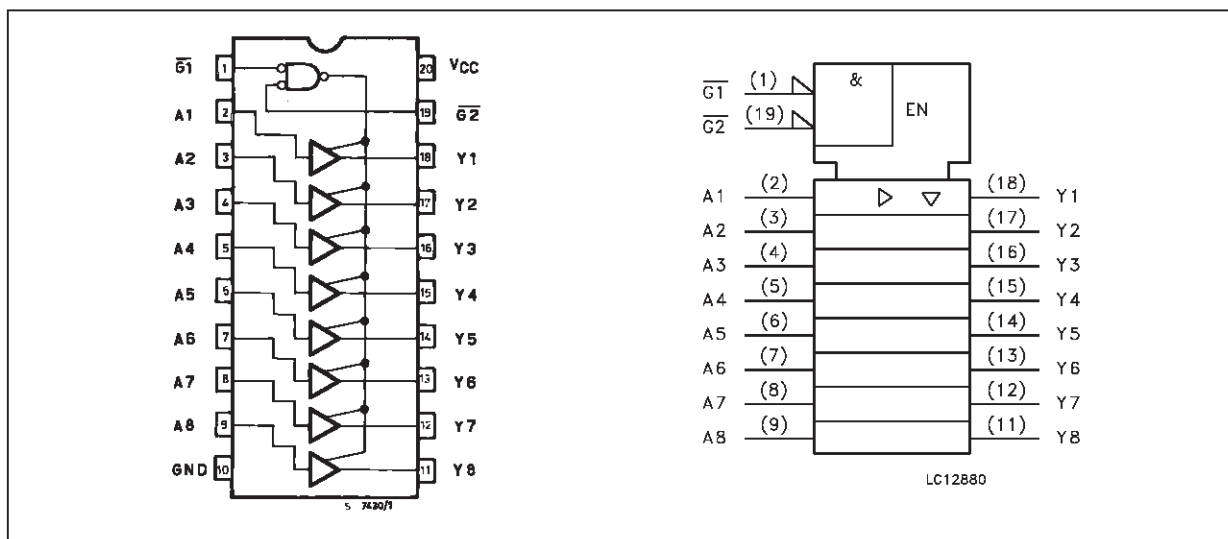 G1 1 20 VCC
A1 2 19 G2
A2 3 18 Y1
A3 4 17 Y2
A4 5 16 Y3
A5 6 15 Y4
A6 7 14 Y5
A7 8 13 Y6
A8 9 12 Y7
GND 10 11 Y8
S 7430/1
& EN
G1 (1)
G2 (19)
A1 (2) (18) Y1
A2 (3) (17) Y2
A3 (4) (16) Y3
A4 (5) (15) Y4
A5 (6) (14) Y5
A6 (7) (13) Y6
A7 (8) (12) Y7
A8 (9) (11) Y8
LC12880